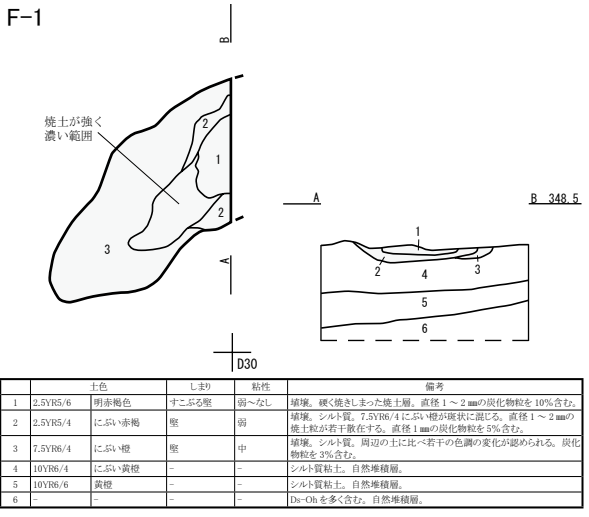 F-1
B
焼土が強く
濃い範囲
2
1
2
3
A
D30
A
B 348.5
1
2
4
3
5
6
土色 しまり 粘性 備考
1 2.5YR5/6 明赤褐色 すこぶる堅 弱～なし 埴壌。硬く焼きしまった焼土層。直径1～2㎜の炭化物粒を10%含む。
2 2.5YR5/4 にぶい赤褐 堅 弱 埴壌。シルト質。7.5YR6/4にぶい橙が斑状に混じる。直径1～2㎜の
焼土粒が若干散在する。直径1㎜の炭化物粒を5%含む。
3 7.5YR6/4 にぶい橙 堅 中 埴壌。シルト質。周辺の土に比べ若干の色調の変化が認められる。炭化
物粒を3%含む。
4 10YR6/4 にぶい黄橙 - - シルト質粘土。自然堆積層。
5 10YR6/6 黄橙 - - シルト質粘土。自然堆積層。
6 - - - - Ds-Ohを多く含む。自然堆積層。